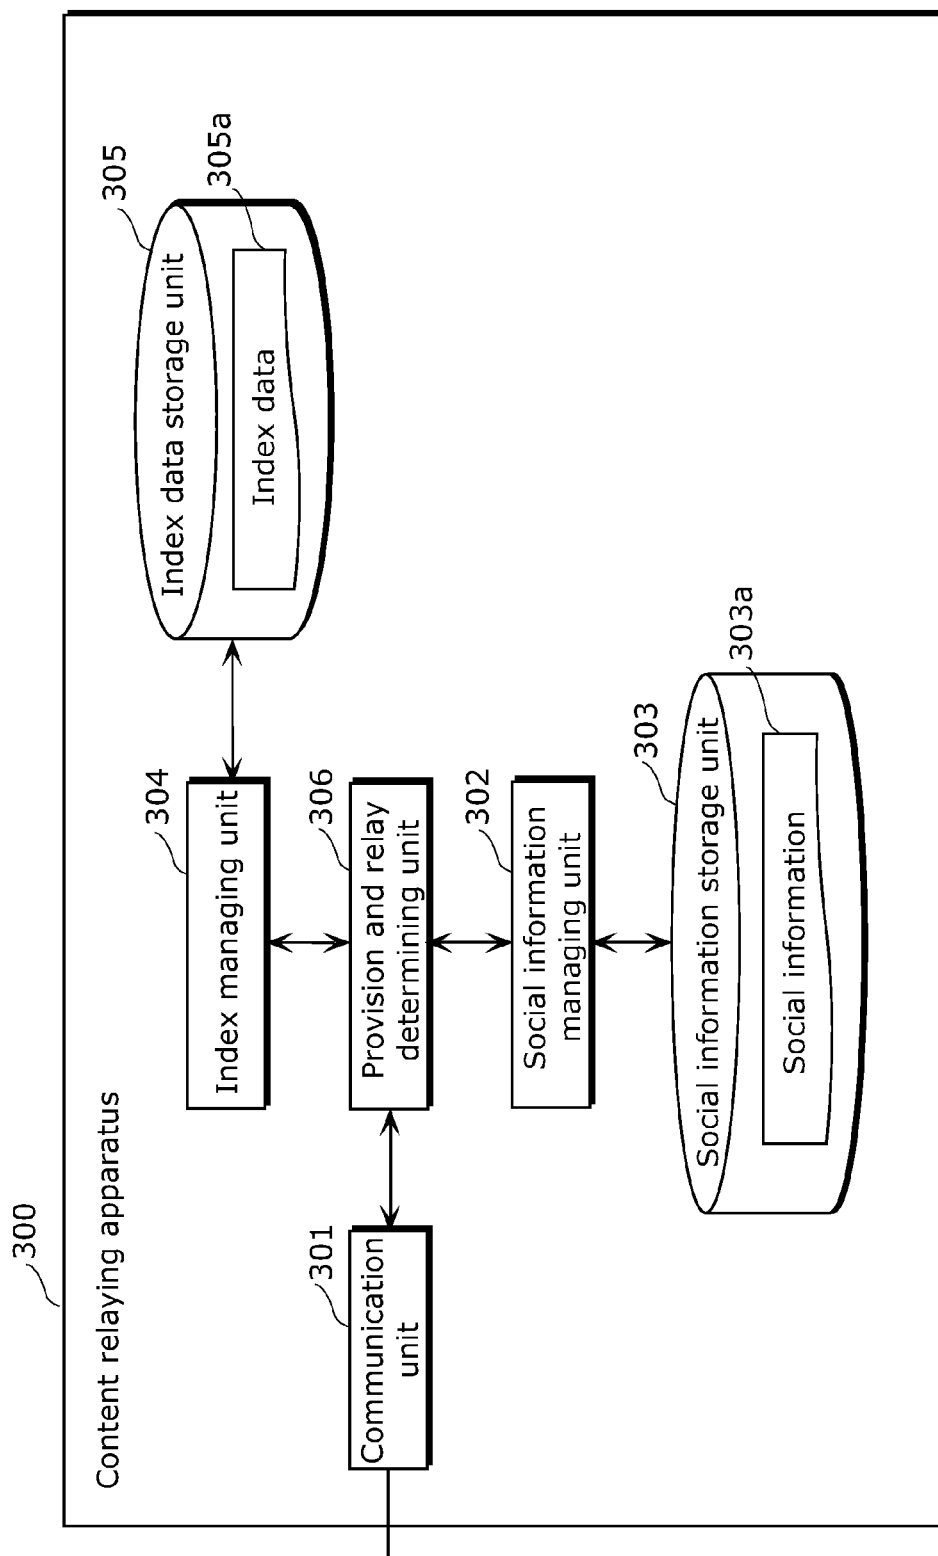 300
Content relaying apparatus
304
Index managing unit
305
Index data storage unit
305a
Index data
301
Communication
unit
306
Provision and relay
determining unit
302
Social information
managing unit
303
Social information storage unit
303a
Social information